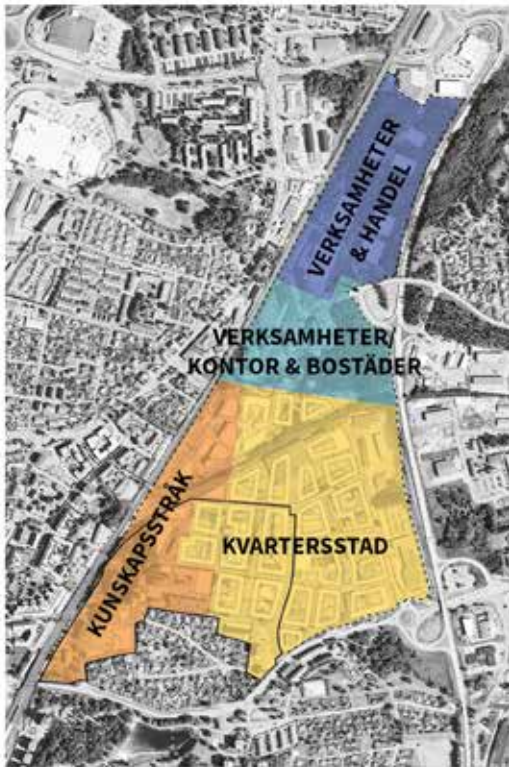 VERKSAMHETER
& HANDEL
VERKSAMHETER/
KONTOR & BOSTÄDER
KUNSKAPSSTRÅK
KVARTERSSTAD